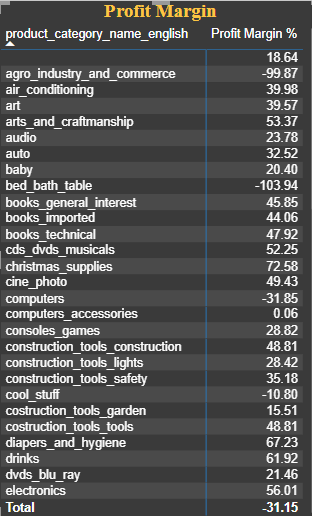 Profit Margin
product_category_name_english Profit Margin %
18.64
agro_industry_and_commerce -99.87
air_conditioning 39.98
art 39.57
arts_and_craftmanship 53.37
audio 23.78
auto 32.52
baby 20.40
bed_bath_table -103.94
books_general_interest 45.85
books_imported 44.06
books_technical 47.92
cds_dvds_musicals 52.25
christmas_supplies 72.58
cine_photo 49.43
computers -31.85
computers_accessories 0.06
consoles_games 28.82
construction_tools_construction 48.81
construction_tools_lights 28.42
construction_tools_safety 35.18
cool_stuff -10.80
costruction_tools_garden 15.51
costruction_tools_tools 48.81
diapers_and_hygiene 67.23
drinks 61.92
dvds_blu_ray 21.46
electronics 56.01
Total -31.15